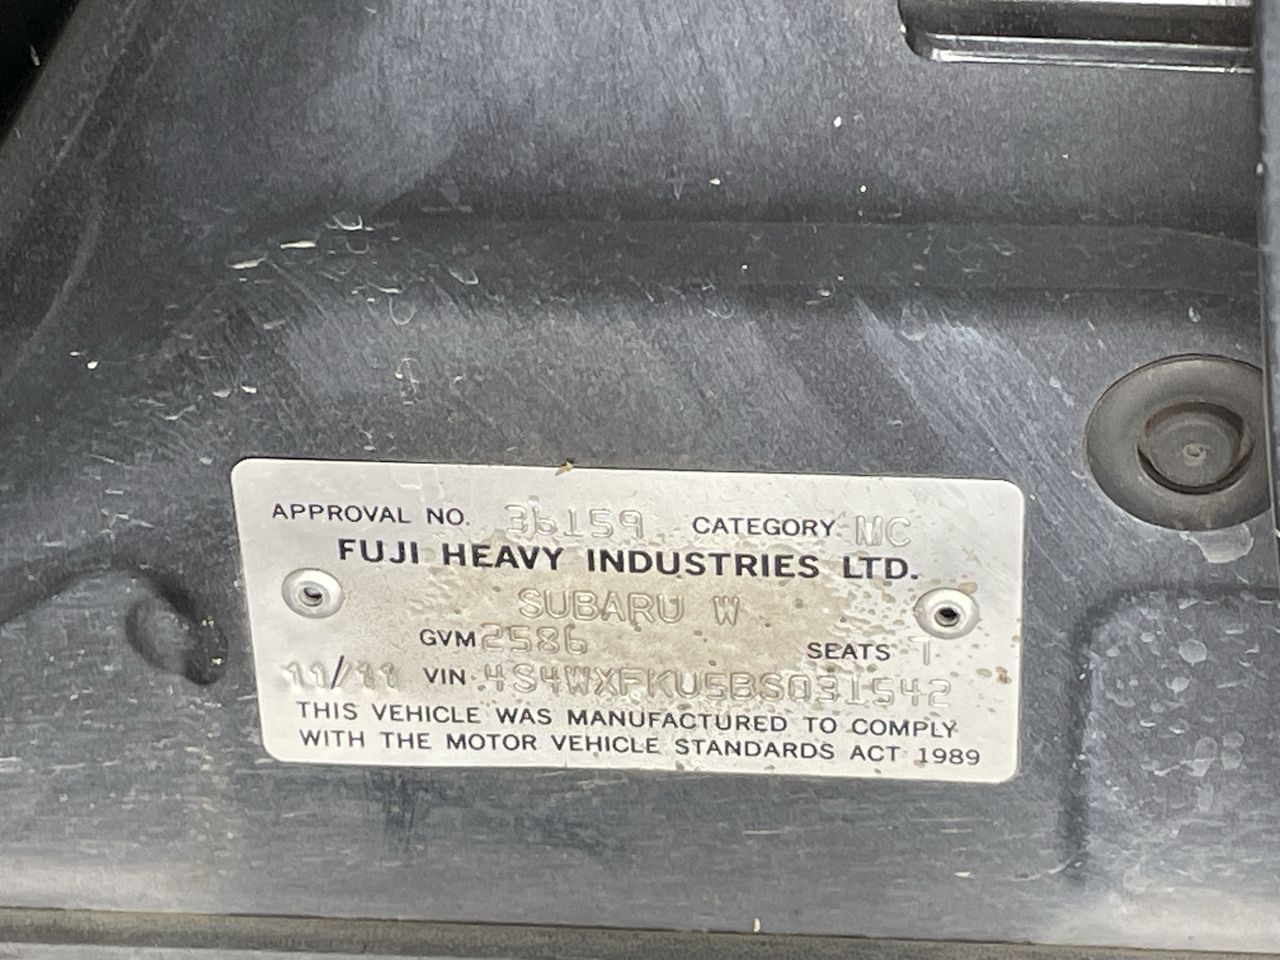 APPROVAL NO. 36159 CATEGORY MC
FUJI HEAVY INDUSTRIES LTD.
SUBARU W
GVM 2586 SEATS 7
11/11 VIN 4S4WXFKU5BS031542
THIS VEHICLE WAS MANUFACTURED TO COMPLY
WITH THE MOTOR VEHICLE STANDARDS ACT 1989